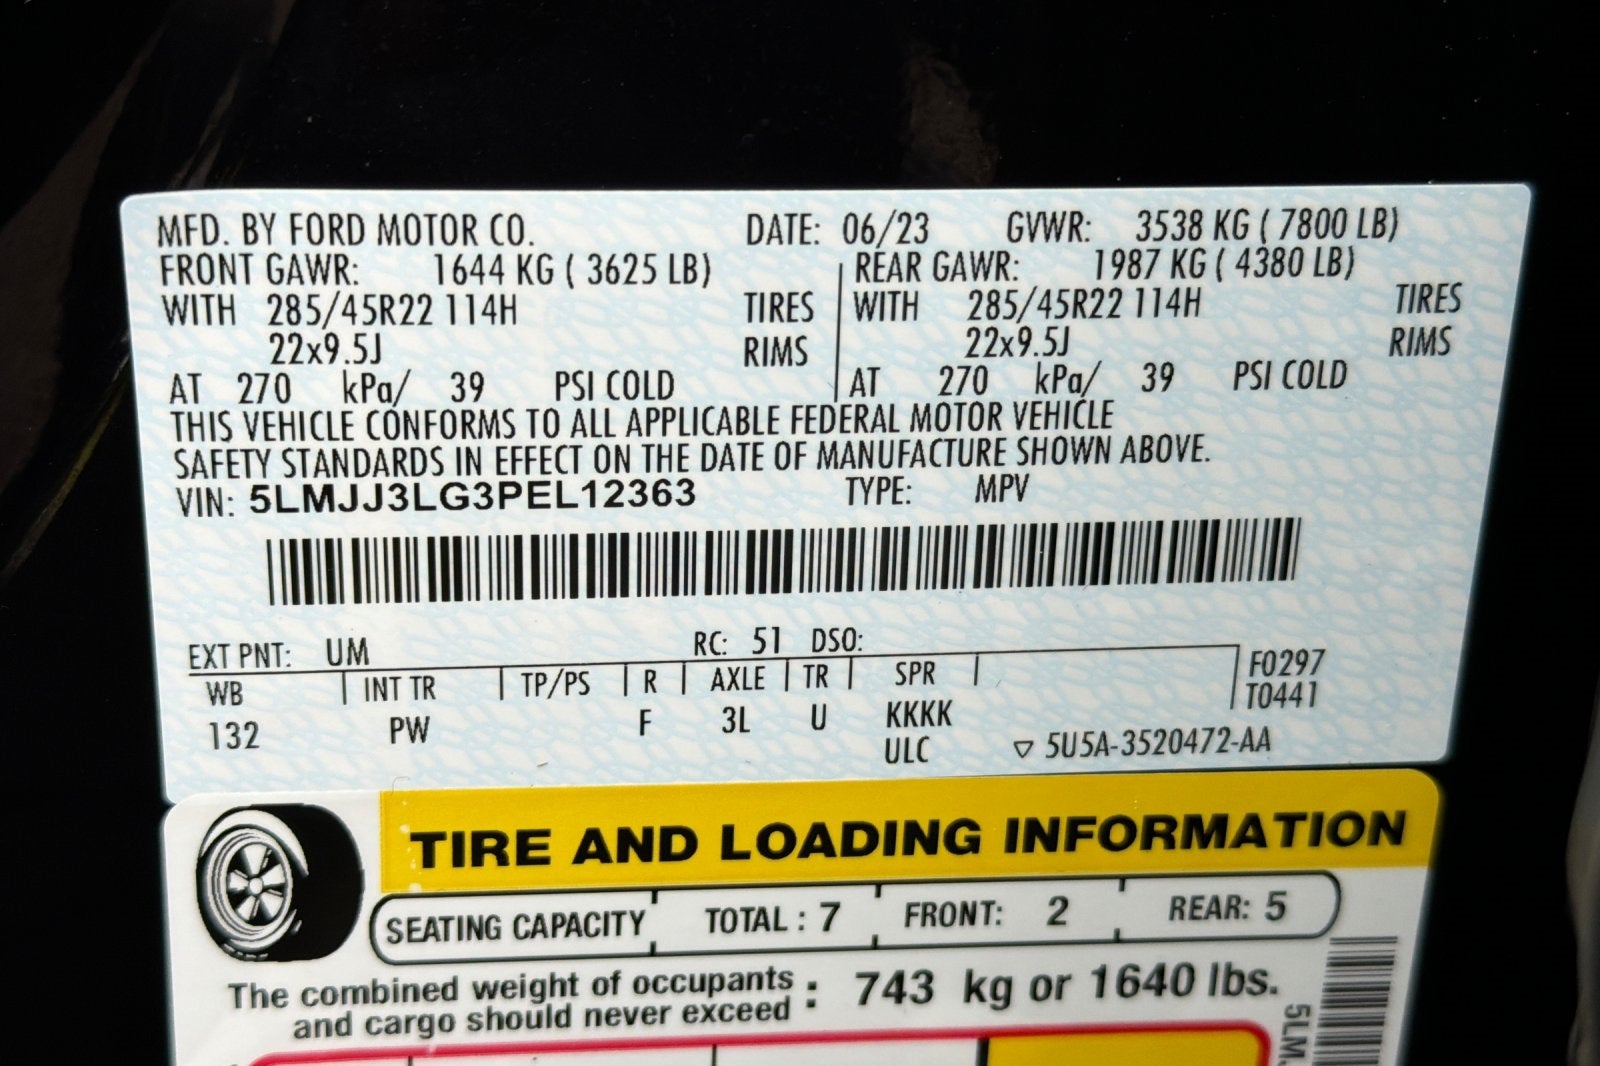 MFD. BY FORD MOTOR CO. DATE: 06/23 GVWR: 3538 KG ( 7800 LB)
FRONT GAWR: 1644 KG ( 3625 LB) REAR GAWR: 1987 KG ( 4380 LB)
WITH 285/45R22 114H TIRES WITH 285/45R22 114H TIRES
22x9.5J RIMS 22x9.5J RIMS
AT 270 kPa/ 39 PSI COLD AT 270 kPa/ 39 PSI COLD
THIS VEHICLE CONFORMS TO ALL APPLICABLE FEDERAL MOTOR VEHICLE
SAFETY STANDARDS IN EFFECT ON THE DATE OF MANUFACTURE SHOWN ABOVE.
VIN: 5LMJJ3LG3PEL12363 TYPE: MPV
EXT PNT: UM RC: 51 DSO:
WB INT TR TP/PS R AXLE TR SPR F0297
T0441
132 PW F 3L U KKKK
ULC ▽ 5U5A-3520472-AA
TIRE AND LOADING INFORMATION
SEATING CAPACITY TOTAL : 7 FRONT: 2 REAR: 5
The combined weight of occupants
and cargo should never exceed : 743 kg or 1640 lbs.
5LM